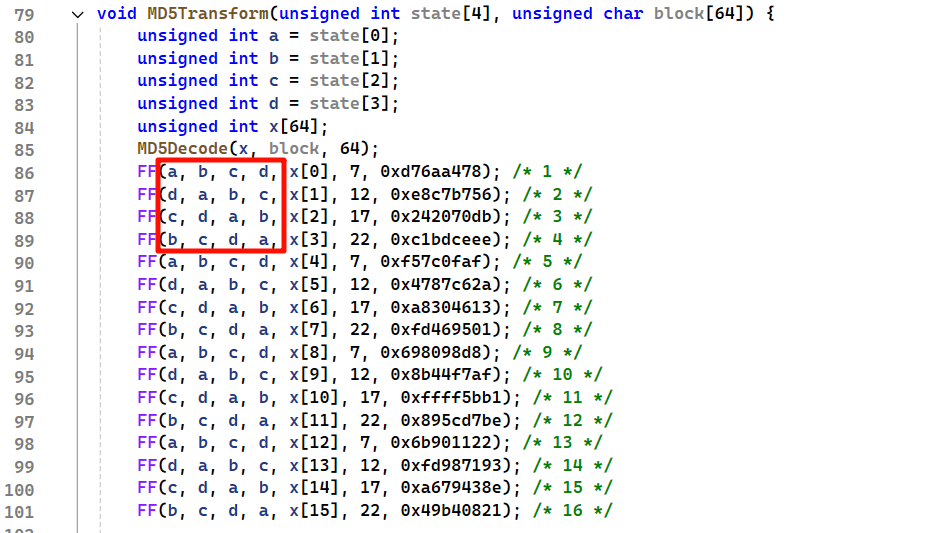 79 void MD5Transform(unsigned int state[4], unsigned char block[64]) {
80 unsigned int a = state[0];
81 unsigned int b = state[1];
82 unsigned int c = state[2];
83 unsigned int d = state[3];
84 unsigned int x[64];
85 MD5Decode(x, block, 64);
86 FF(a, b, c, d, x[0], 7, 0xd76aa478); /* 1 */
87 FF(d, a, b, c, x[1], 12, 0xe8c7b756); /* 2 */
88 FF(c, d, a, b, x[2], 17, 0x242070db); /* 3 */
89 FF(b, c, d, a, x[3], 22, 0xc1bdceee); /* 4 */
90 FF(a, b, c, d, x[4], 7, 0xf57c0faf); /* 5 */
91 FF(d, a, b, c, x[5], 12, 0x4787c62a); /* 6 */
92 FF(c, d, a, b, x[6], 17, 0xa8304613); /* 7 */
93 FF(b, c, d, a, x[7], 22, 0xfd469501); /* 8 */
94 FF(a, b, c, d, x[8], 7, 0x698098d8); /* 9 */
95 FF(d, a, b, c, x[9], 12, 0x8b44f7af); /* 10 */
96 FF(c, d, a, b, x[10], 17, 0xffff5bb1); /* 11 */
97 FF(b, c, d, a, x[11], 22, 0x895cd7be); /* 12 */
98 FF(a, b, c, d, x[12], 7, 0x6b901122); /* 13 */
99 FF(d, a, b, c, x[13], 12, 0xfd987193); /* 14 */
100 FF(c, d, a, b, x[14], 17, 0xa679438e); /* 15 */
101 FF(b, c, d, a, x[15], 22, 0x49b40821); /* 16 */